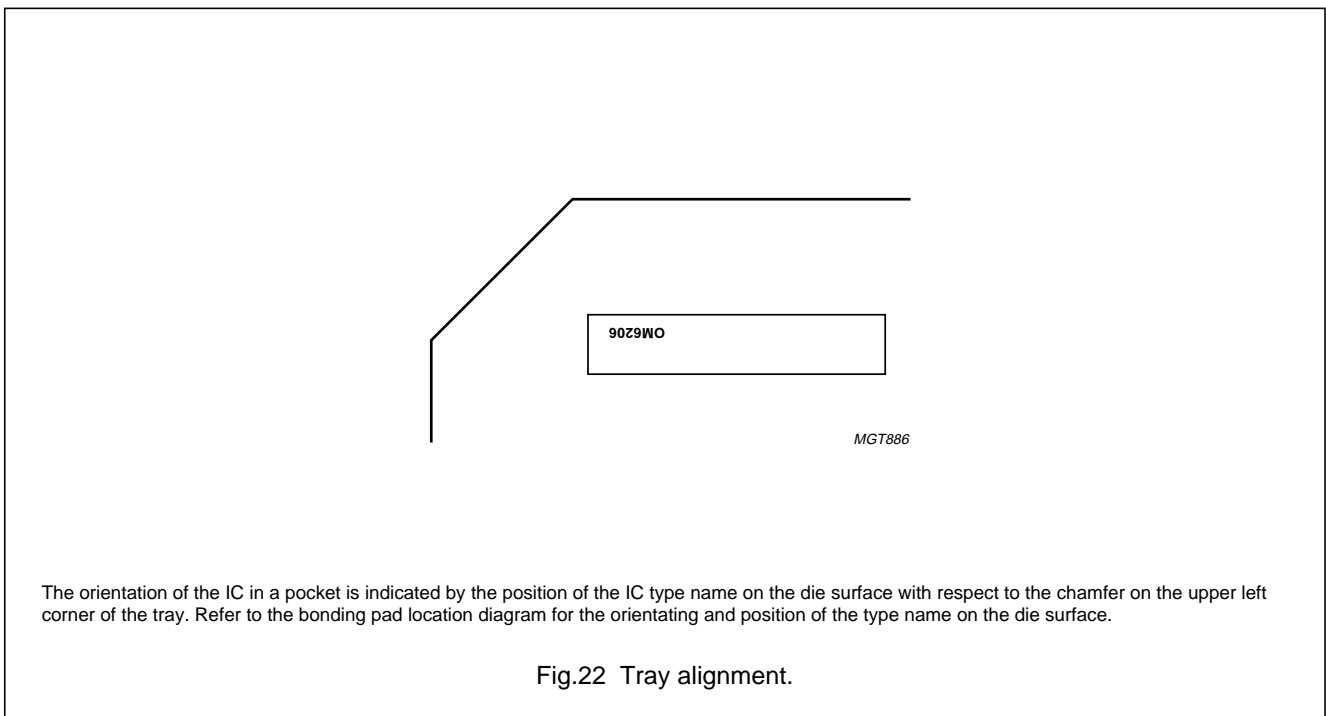 OM6206
MGT886
The orientation of the IC in a pocket is indicated by the position of the IC type name on the die surface with respect to the chamfer on the upper left
corner of the tray. Refer to the bonding pad location diagram for the orientating and position of the type name on the die surface.
Fig.22 Tray alignment.